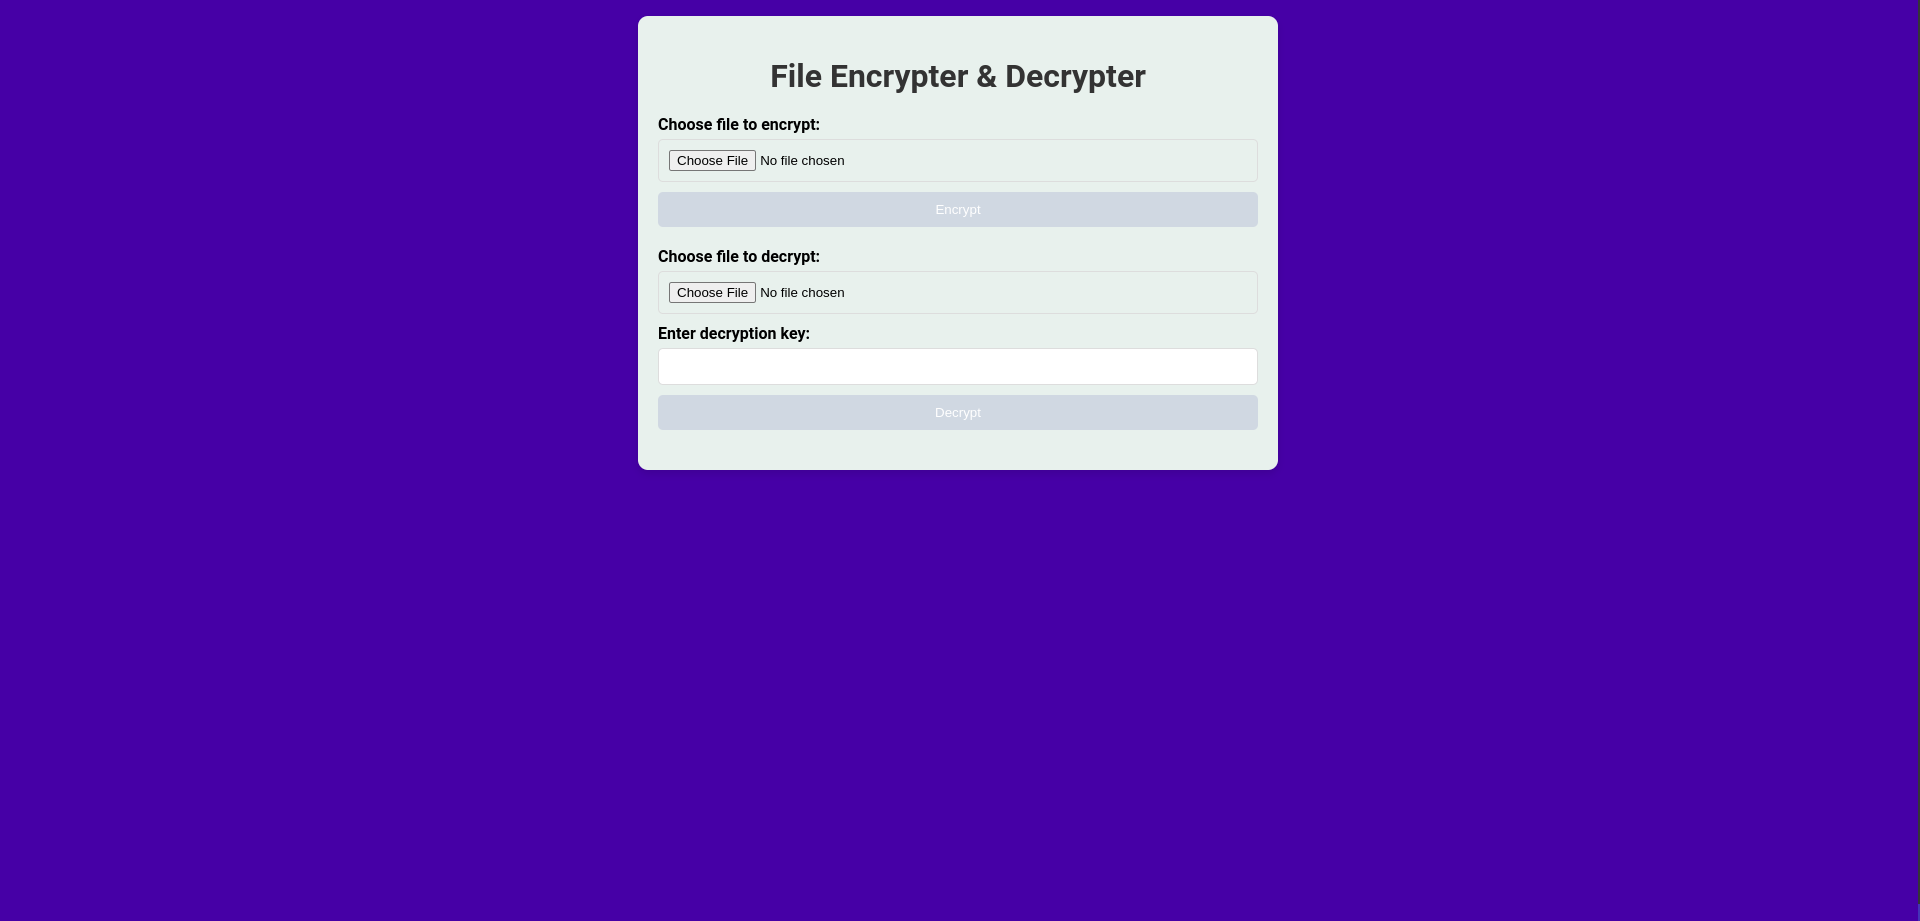 File Encrypter & Decrypter
Choose file to encrypt:
Choose File No file chosen
Encrypt
Choose file to decrypt:
Choose File No file chosen
Enter decryption key:
Decrypt